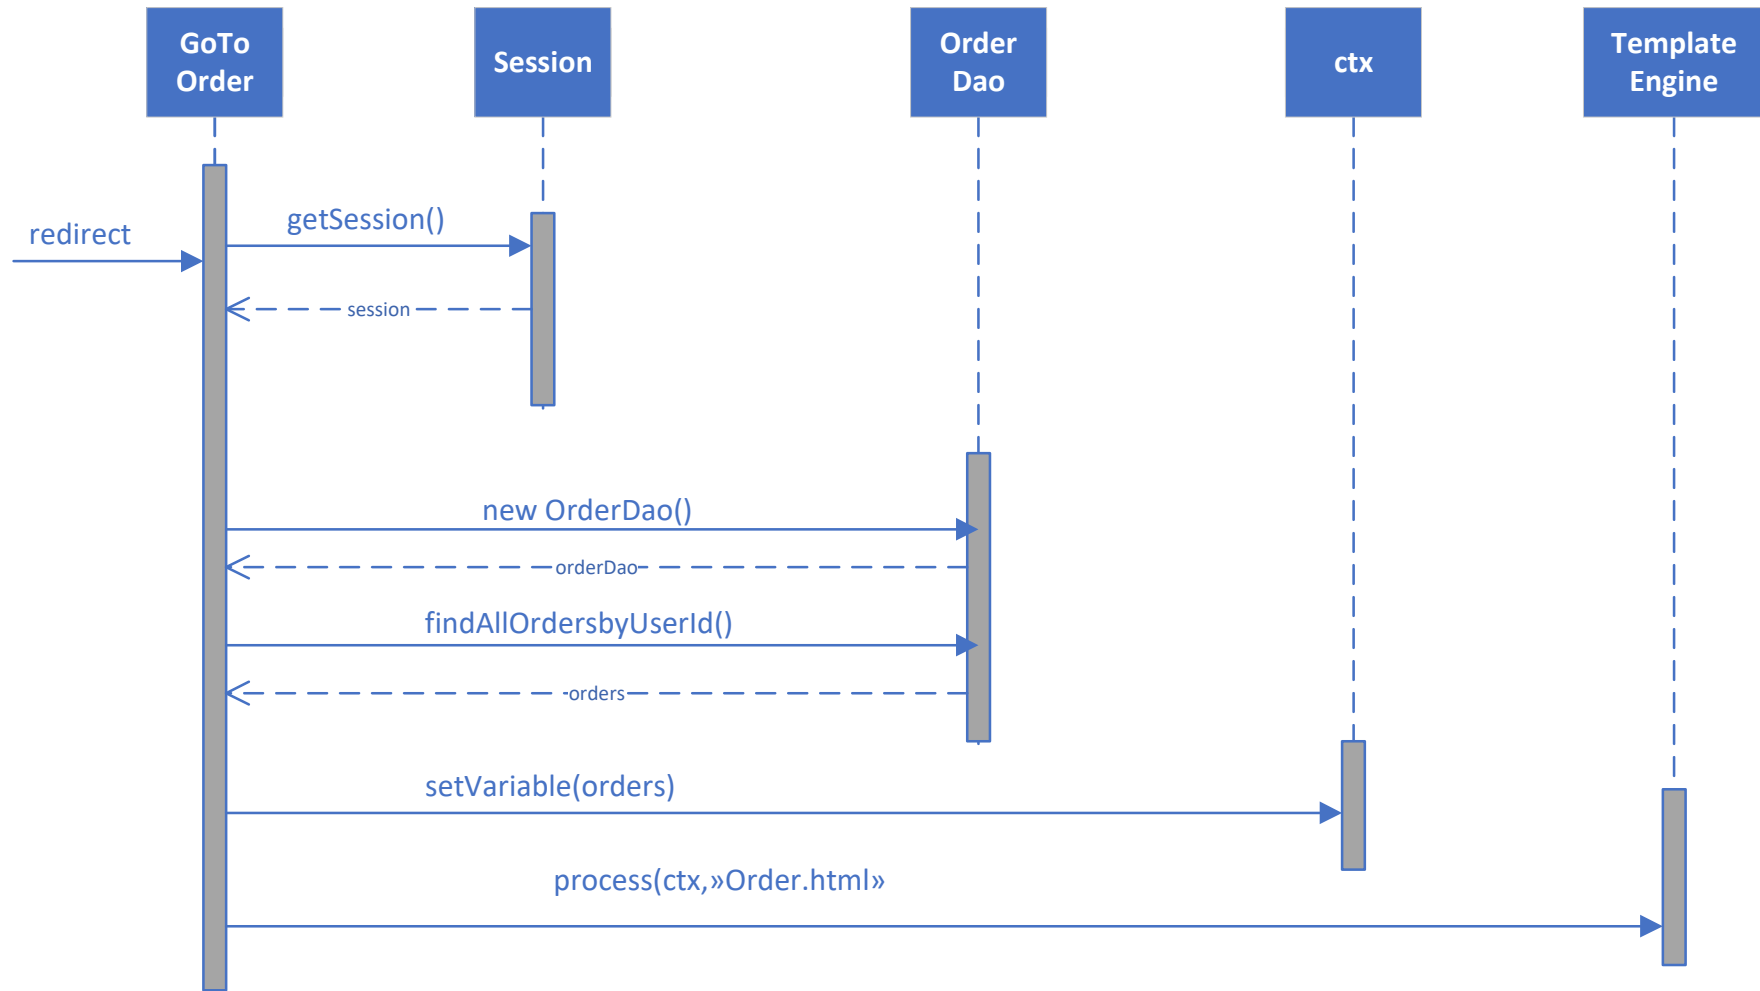 GoTo
Order
Session
Order
Dao
ctx
Template
Engine
redirect
getSession()
session
new OrderDao()
orderDao
findAllOrdersbyUserId()
orders
setVariable(orders)
process(ctx,»Order.html»